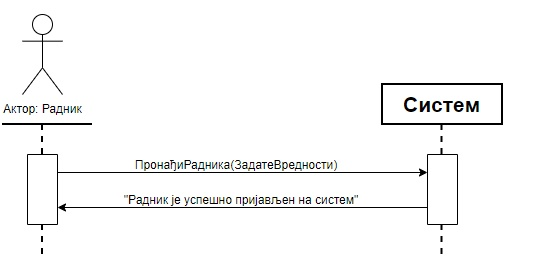 Актор: Радник
Систем
ПронађиРадника(ЗадатеВредности)
"Радник је успешно пријављен на систем"